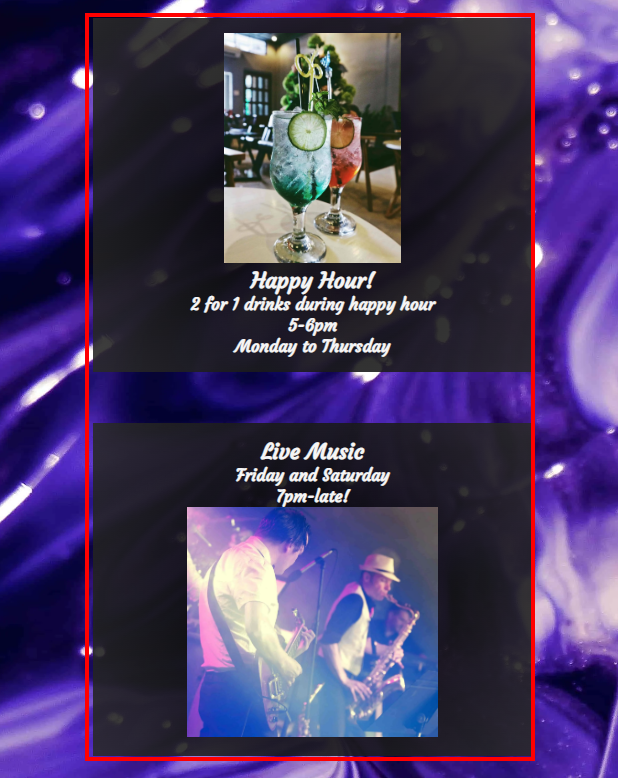 Happy Hour!
2 for 1 drinks during happy hour
5-6pm
Monday to Thursday
Live Music
Friday and Saturday
7pm-late!